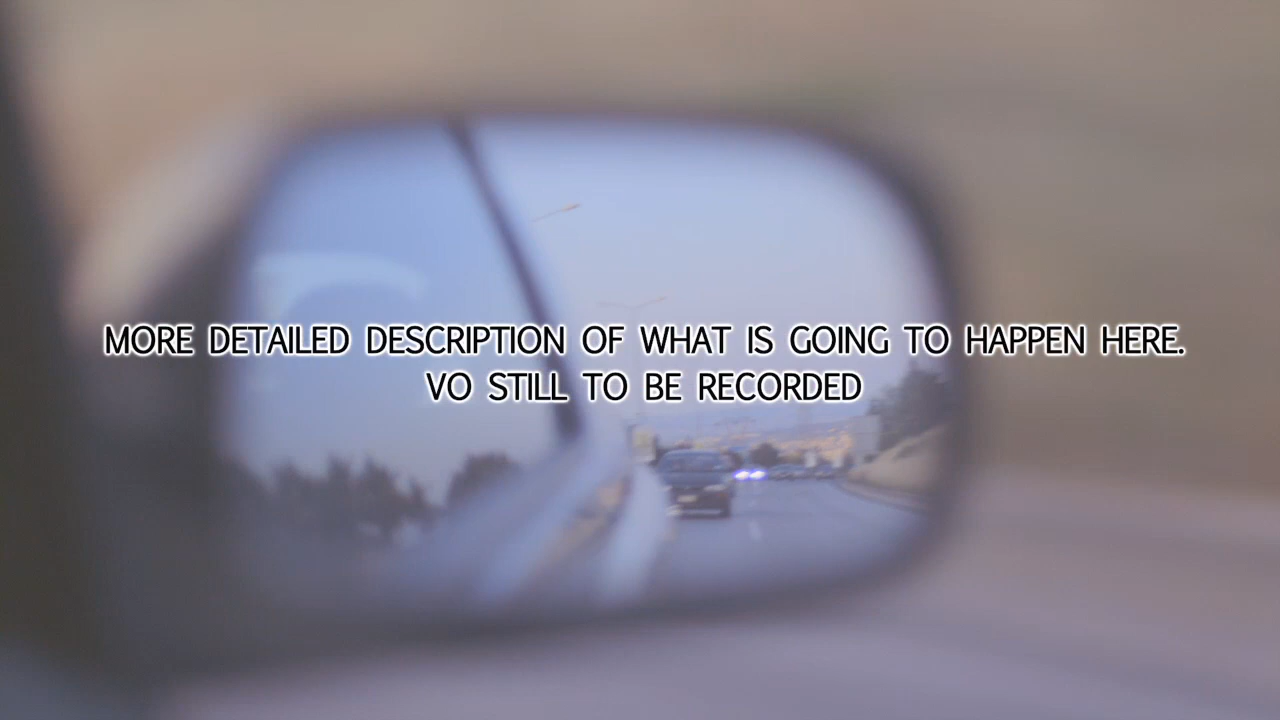 MORE DETAILED DESCRIPTION OF WHAT IS GOING TO HAPPEN HERE.
VO STILL TO BE RECORDED